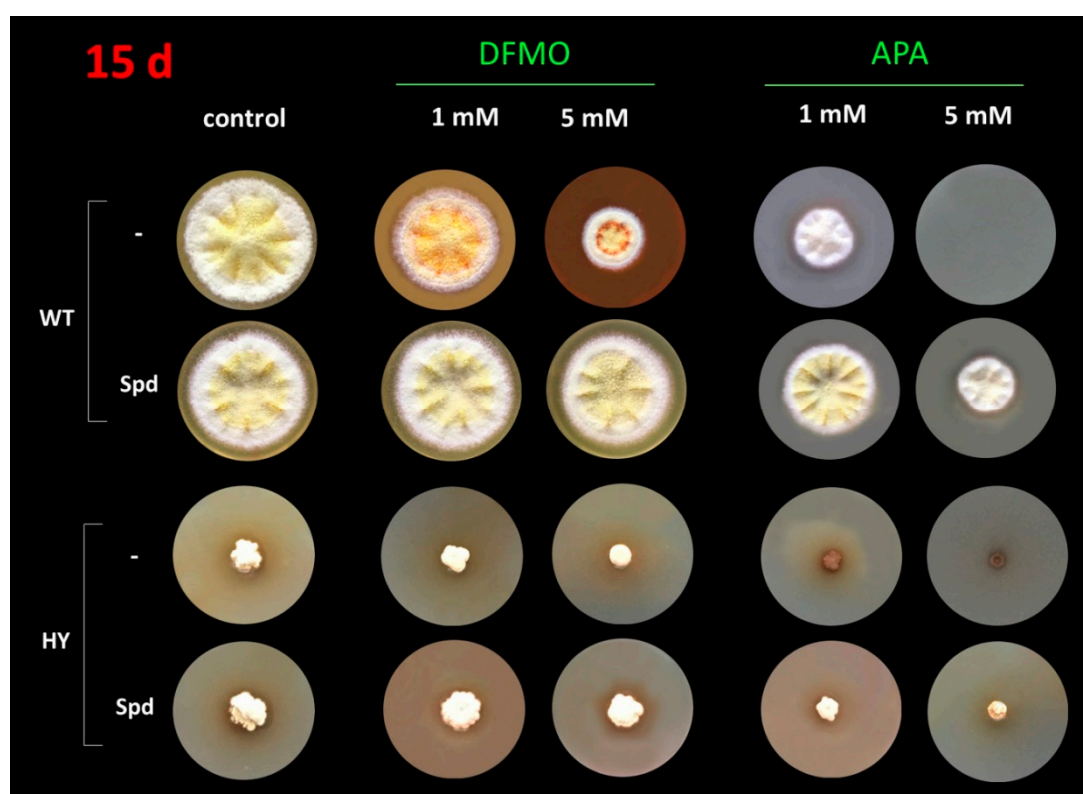 15 d
DFMO
APA
control
1 mM
5 mM
1 mM
5 mM
-
WT
Spd
-
HY
Spd